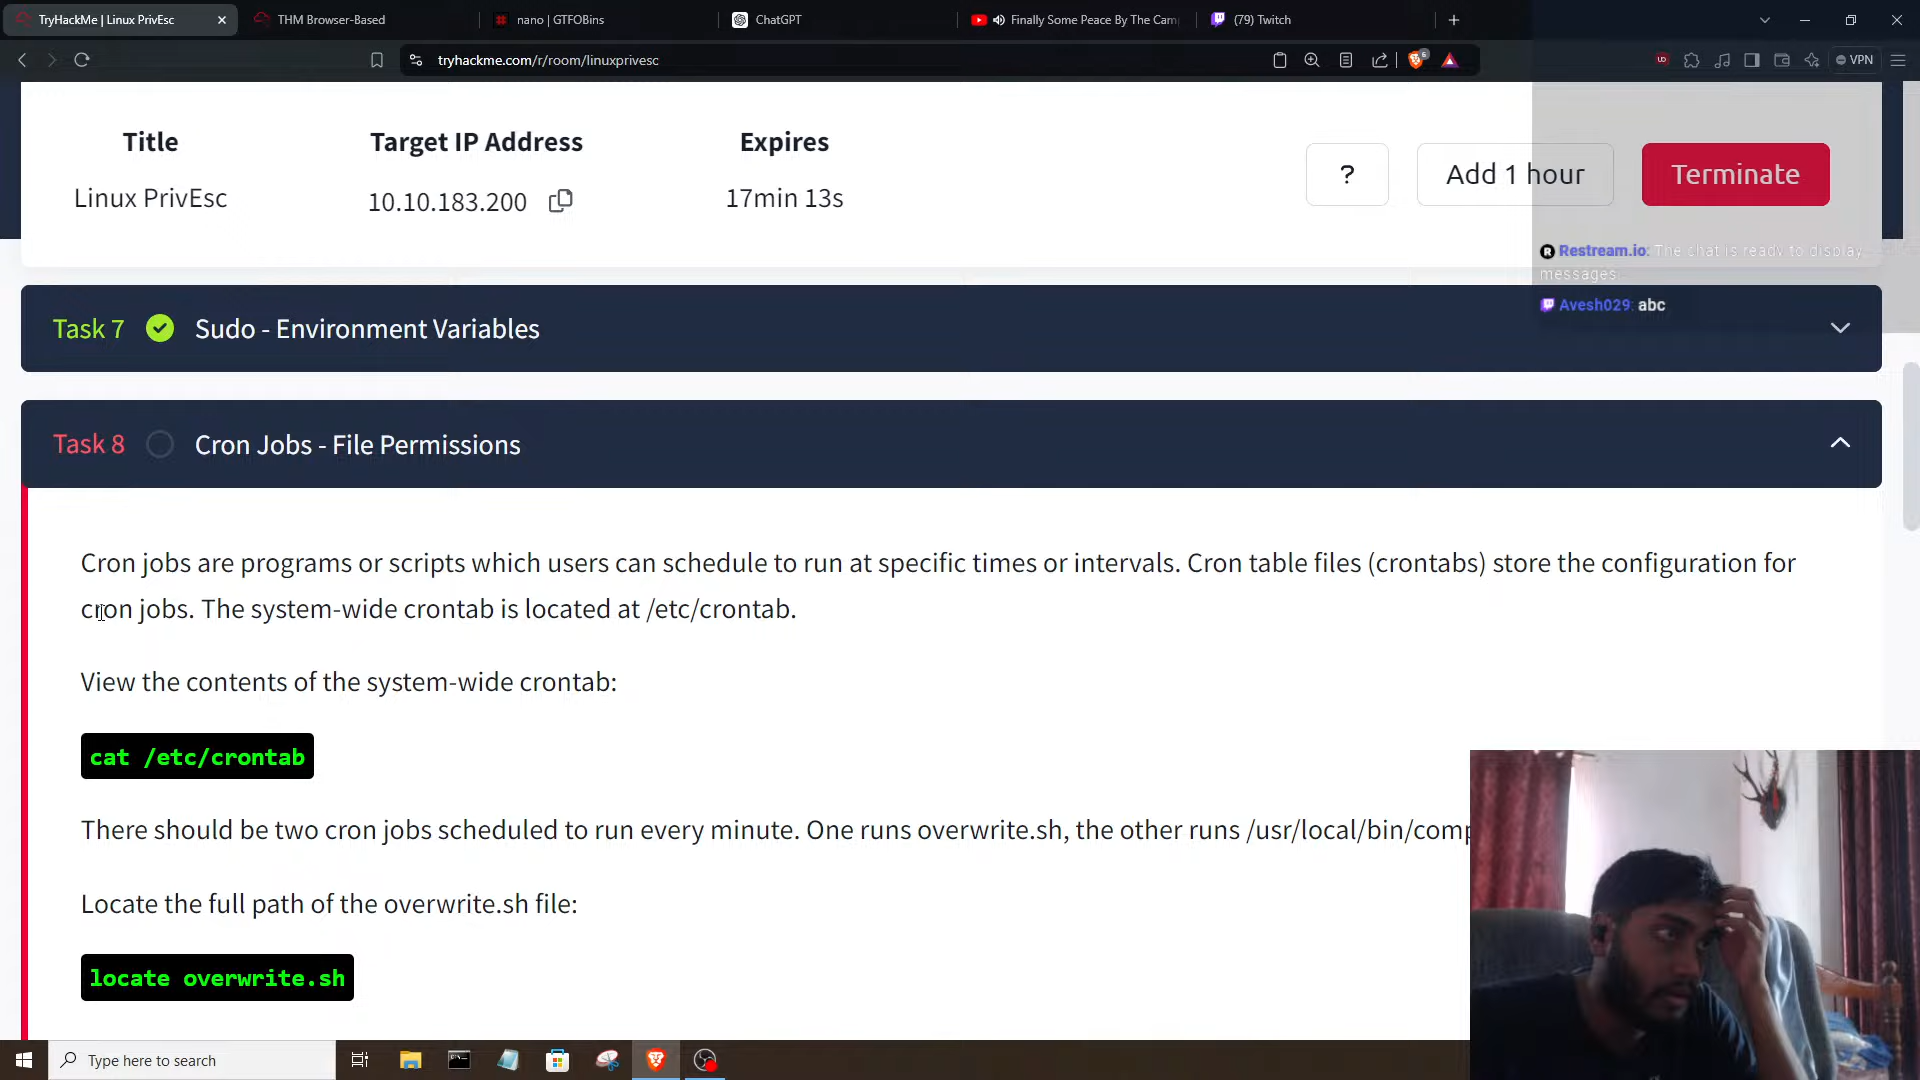 TryHackMe | Linux PrivEsc
THM Browser-Based
nano | GTFOBins
ChatGPT
Finally Some Peace By The Cam
(79) Twitch
tryhackme.com/r/room/linuxprivesc
6
UD
VPN
Title
Target IP Address
Expires
Linux PrivEsc
10.10.183.200
17min 13s
?
Add 1 hour
Terminate
Restream.io: The chat is ready to display
messages
Avesh029: abc
Task 7
Sudo - Environment Variables
Task 8
Cron Jobs - File Permissions
Cron jobs are programs or scripts which users can schedule to run at specific times or intervals. Cron table files (crontabs) store the configuration for
cron jobs. The system-wide crontab is located at /etc/crontab.
View the contents of the system-wide crontab:
cat /etc/crontab
There should be two cron jobs scheduled to run every minute. One runs overwrite.sh, the other runs /usr/local/bin/comp
Locate the full path of the overwrite.sh file:
locate overwrite.sh
Type here to search